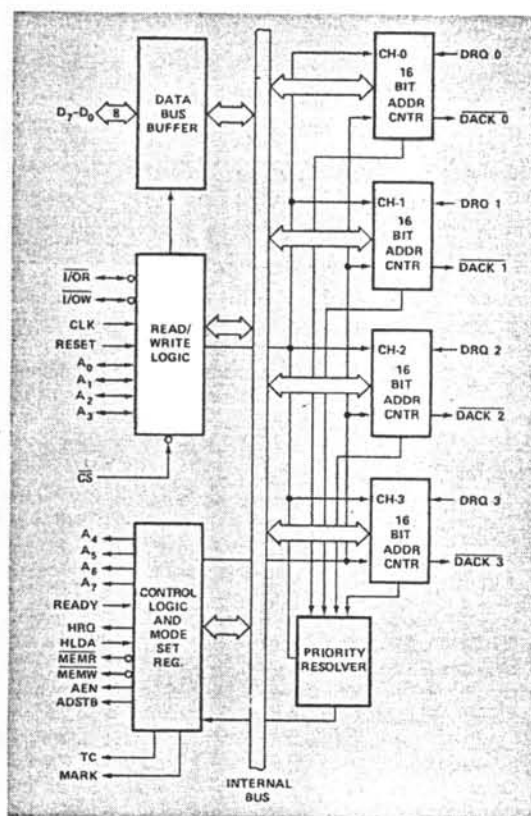 D7-D0
8
DATA
BUS
BUFFER
I/OR
I/OW
CLK
RESET
A0
A1
A2
A3
READ/
WRITE
LOGIC
CS
A4
A5
A6
A7
READY
HRQ
HLDA
MEMR
MEMW
AEN
ADSTB
CONTROL
LOGIC
AND
MODE
SET
REG.
TC
MARK
INTERNAL
BUS
CH-0
16
BIT
ADDR
CNTR
DRQ 0
DACK 0
CH-1
16
BIT
ADDR
CNTR
DRQ 1
DACK 1
CH-2
16
BIT
ADDR
CNTR
DRQ 2
DACK 2
CH-3
16
BIT
ADDR
CNTR
DRQ 3
DACK 3
PRIORITY
RESOLVER